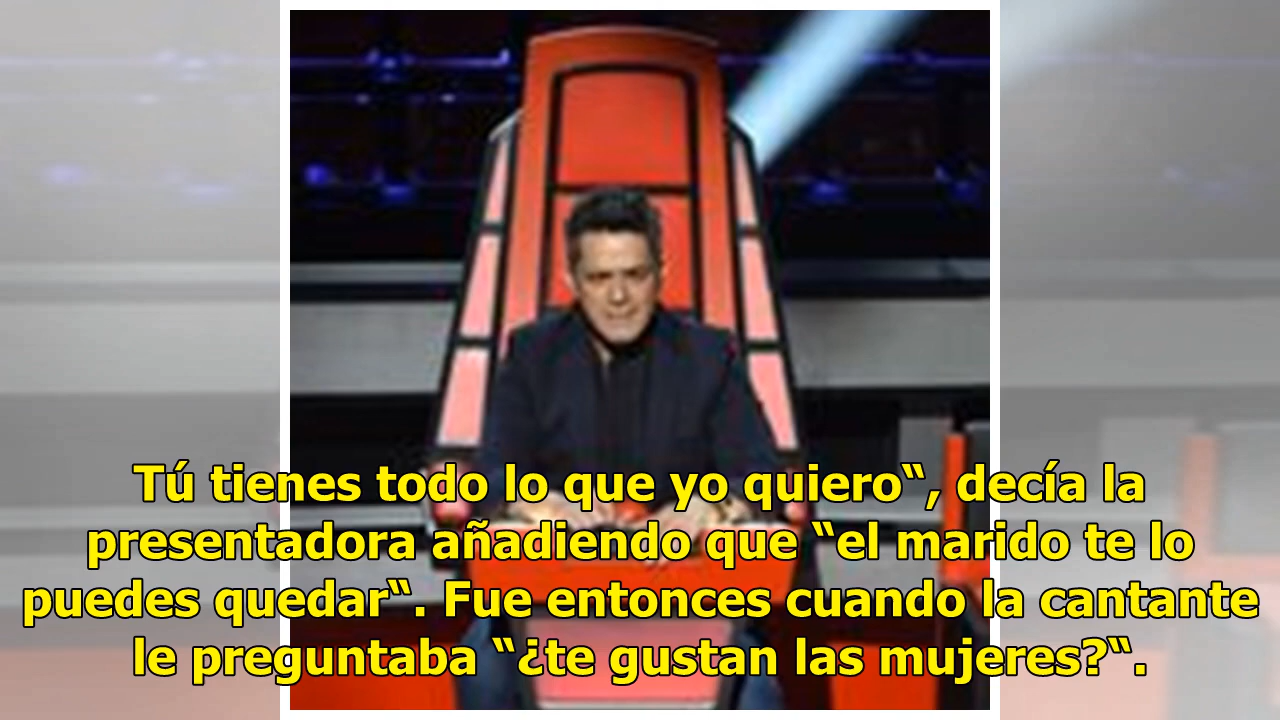 Tú tienes todo lo que yo quiero“, decía la
presentadora añadiendo que “el marido te lo
puedes quedar“. Fue entonces cuando la cantante
le preguntaba “¿te gustan las mujeres?“.